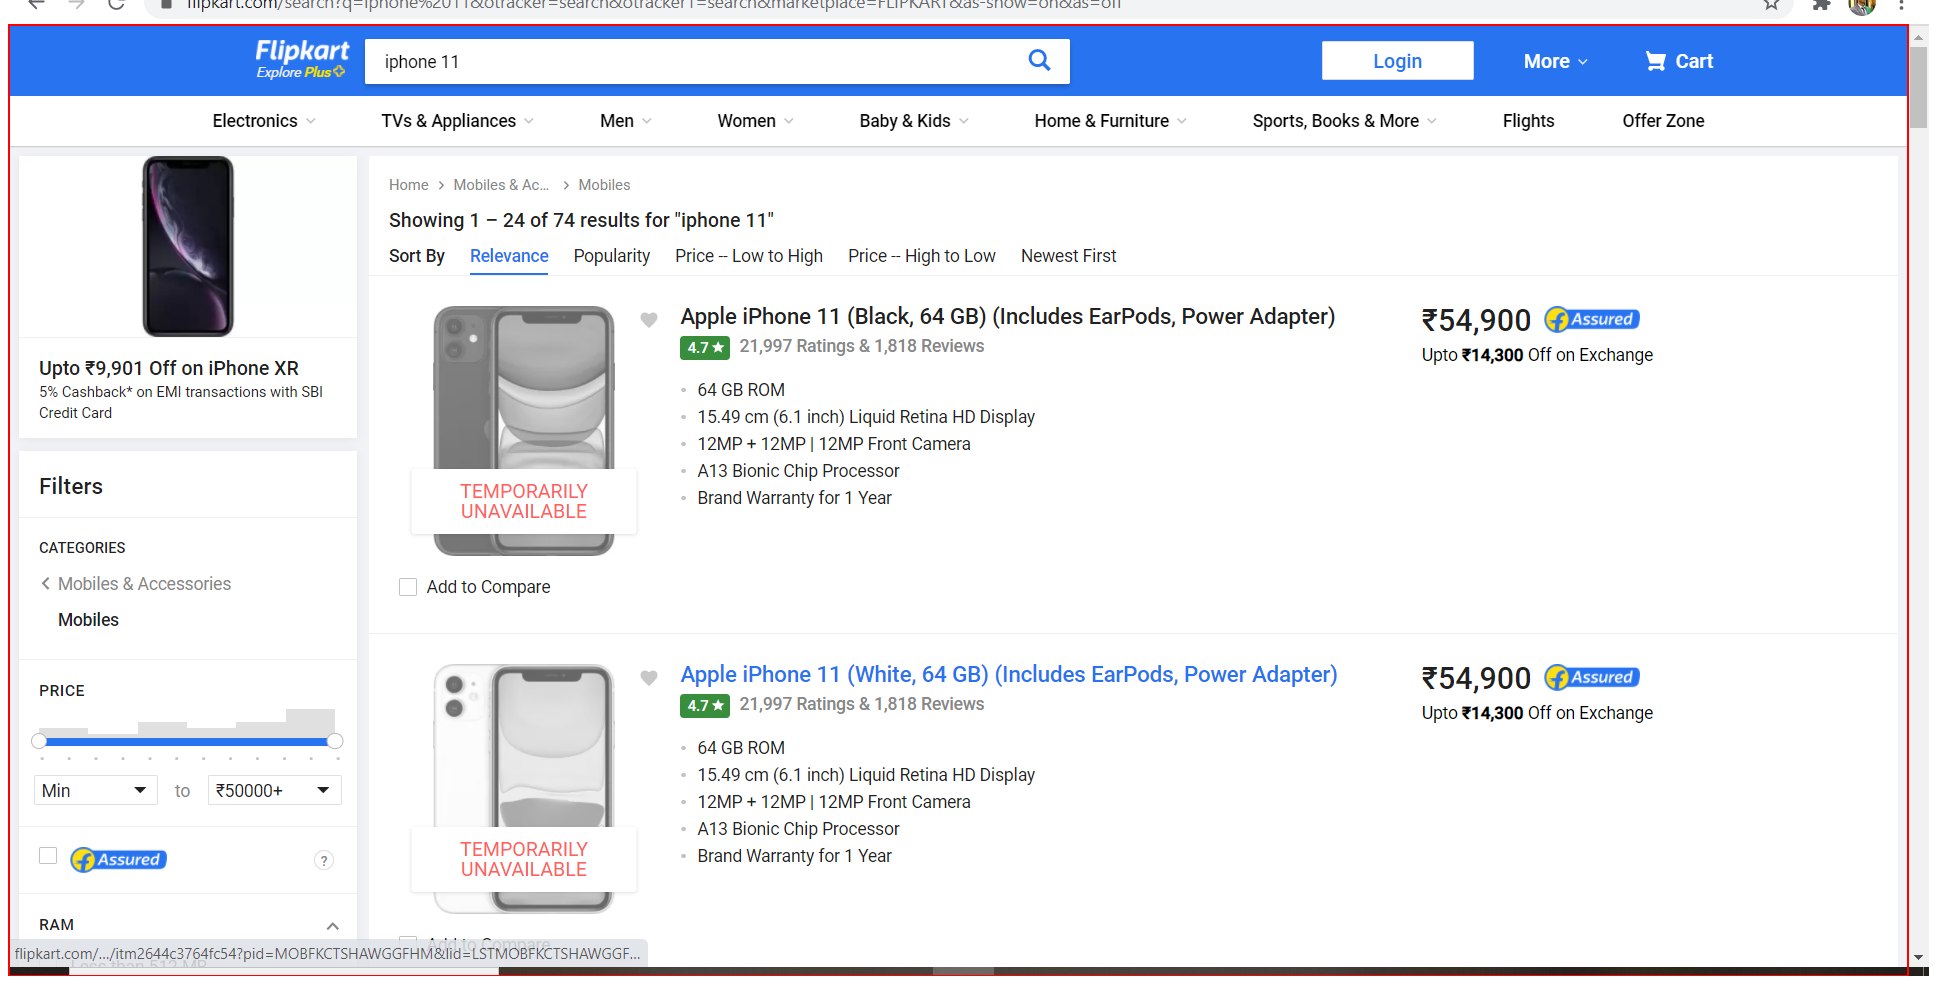 flipkart.com/search?q=iphone%2011&otracker=search&otracker1=search&marketplace=FLIPKART&as-show=on&as=off
Flipkart
Explore Plus
iphone 11
Login
More
Cart
Electronics
TVs & Appliances
Men
Women
Baby & Kids
Home & Furniture
Sports, Books & More
Flights
Offer Zone
Upto ₹9,901 Off on iPhone XR
5% Cashback* on EMI transactions with SBI
Credit Card
Filters
CATEGORIES
Mobiles & Accessories
Mobiles
PRICE
Min
to
₹50000+
f Assured
?
RAM
Less than 512 MB
Home > Mobiles & Ac... > Mobiles
Showing 1 – 24 of 74 results for "iphone 11"
Sort By
Relevance
Popularity
Price -- Low to High
Price -- High to Low
Newest First
Apple iPhone 11 (Black, 64 GB) (Includes EarPods, Power Adapter)
4.7★ 21,997 Ratings & 1,818 Reviews
64 GB ROM
15.49 cm (6.1 inch) Liquid Retina HD Display
12MP + 12MP | 12MP Front Camera
A13 Bionic Chip Processor
Brand Warranty for 1 Year
TEMPORARILY
UNAVAILABLE
Add to Compare
₹54,900 f Assured
Upto ₹14,300 Off on Exchange
Apple iPhone 11 (White, 64 GB) (Includes EarPods, Power Adapter)
4.7★ 21,997 Ratings & 1,818 Reviews
64 GB ROM
15.49 cm (6.1 inch) Liquid Retina HD Display
12MP + 12MP | 12MP Front Camera
A13 Bionic Chip Processor
Brand Warranty for 1 Year
TEMPORARILY
UNAVAILABLE
Add to Compare
₹54,900 f Assured
Upto ₹14,300 Off on Exchange
flipkart.com/.../itm2644c3764fc54?pid=MOBFKCTSHAWGGFHM&lid=LSTMOBFKCTSHAWGGF...